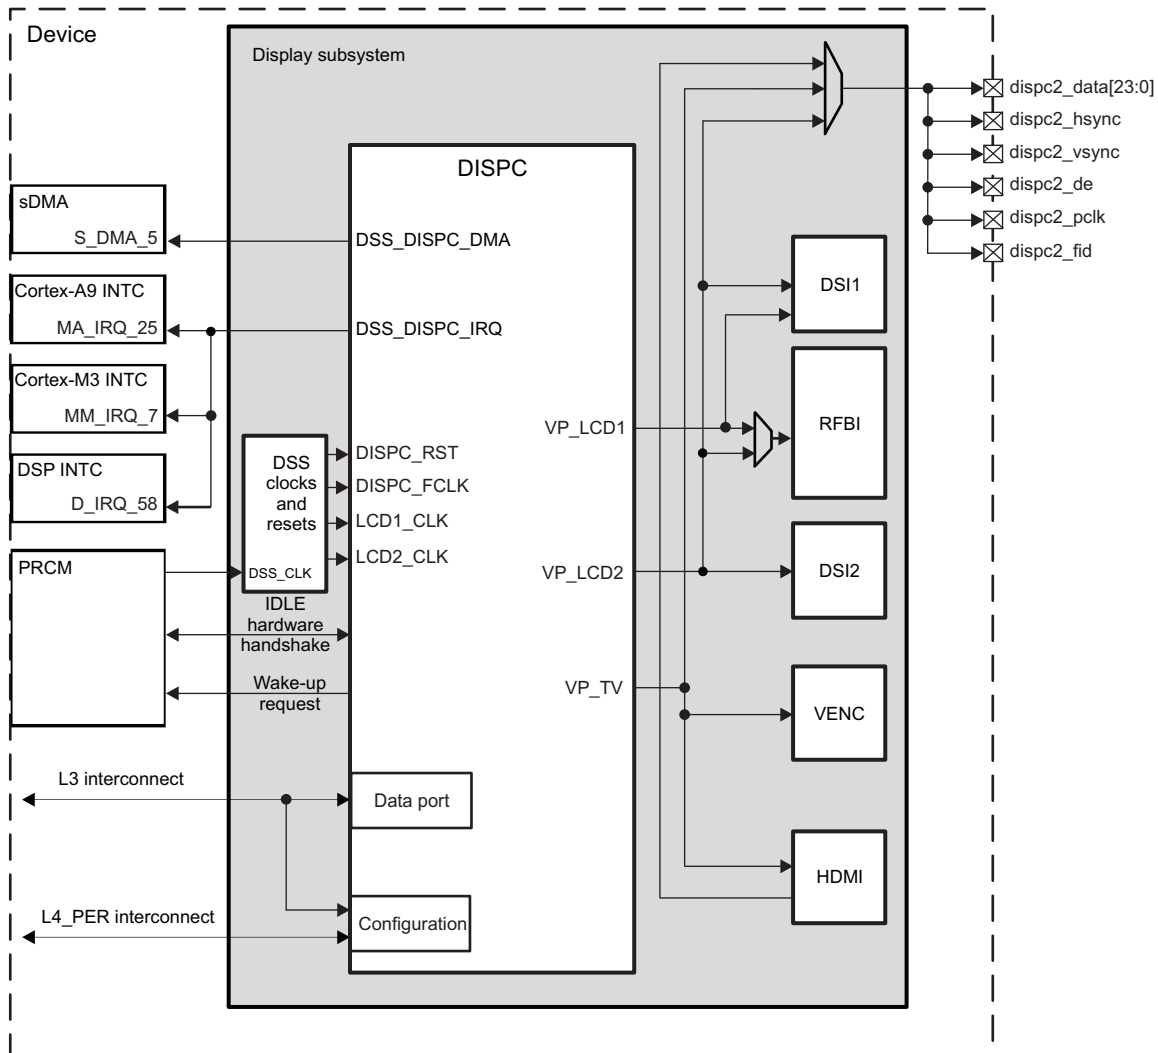 Device
Display subsystem
dispc2_data[23:0]
dispc2_hsync
dispc2_vsync
dispc2_de
dispc2_pclk
dispc2_fid
DISPC
sDMA
S_DMA_5
DSS_DISPC_DMA
Cortex-A9 INTC
MA_IRQ_25
DSS_DISPC_IRQ
Cortex-M3 INTC
MM_IRQ_7
DSP INTC
D_IRQ_58
DSS
clocks
and
resets
DSS_CLK
DISPC_RST
DISPC_FCLK
LCD1_CLK
LCD2_CLK
PRCM
IDLE
hardware
handshake
Wake-up
request
VP_LCD1
VP_LCD2
VP_TV
DSI1
RFBI
DSI2
VENC
HDMI
L3 interconnect
Data port
L4_PER interconnect
Configuration